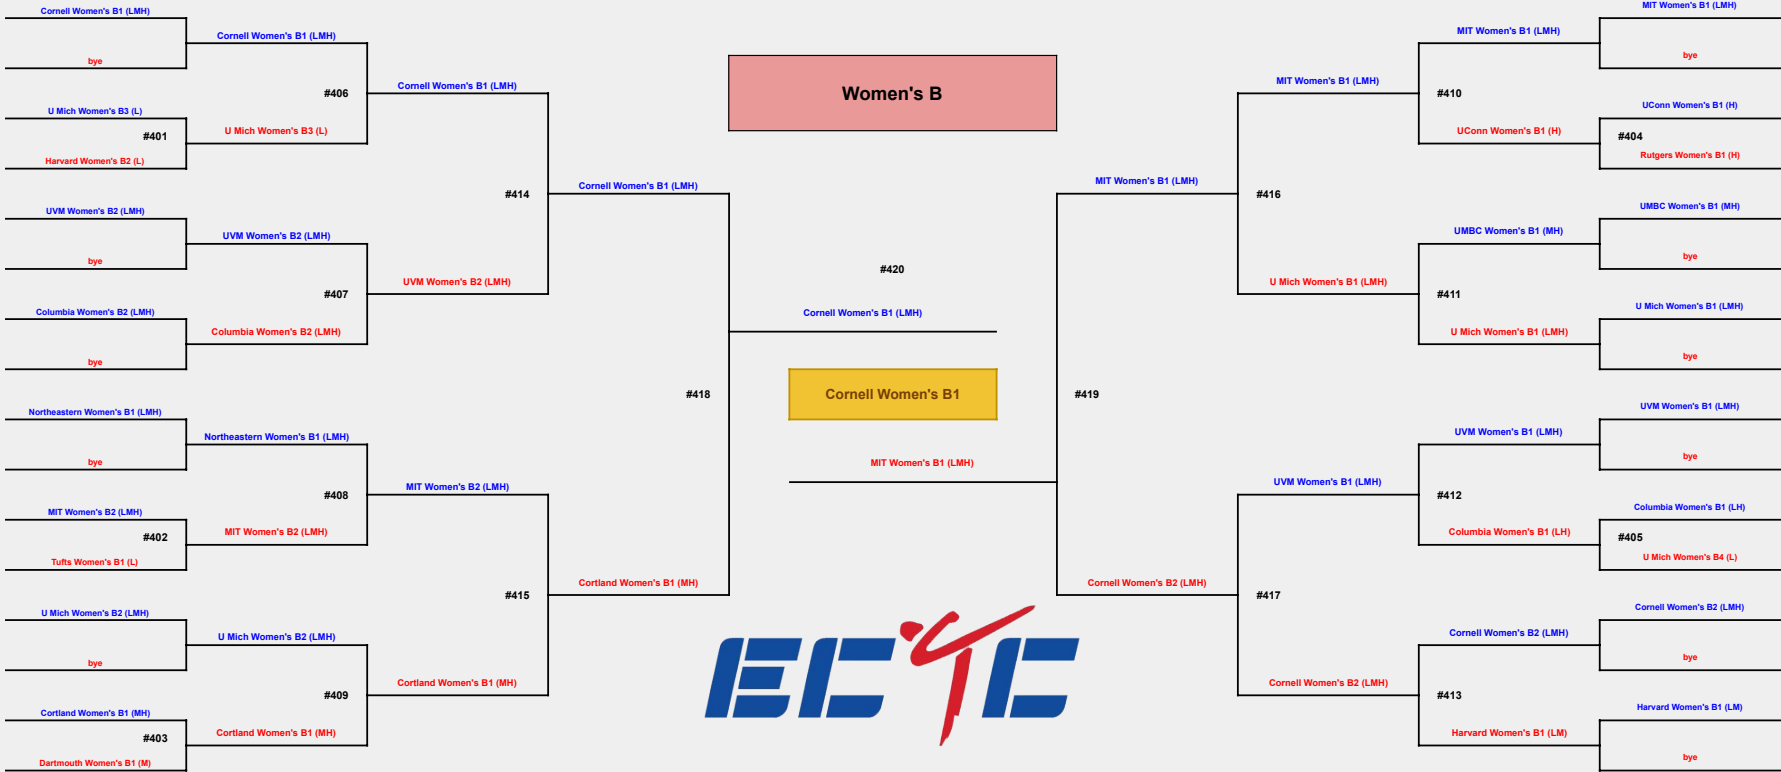 Cornell Women's B1 (LMH)
bye
U Mich Women's B3 (L)
#401
Harvard Women's B2 (L)
UVM Women's B2 (LMH)
bye
Columbia Women's B2 (LMH)
bye
Northeastern Women's B1 (LMH)
bye
MIT Women's B2 (LMH)
#402
Tufts Women's B1 (L)
U Mich Women's B2 (LMH)
bye
Cortland Women's B1 (MH)
#403
Dartmouth Women's B1 (M)
Cornell Women's B1 (LMH)
#406
U Mich Women's B3 (L)
UVM Women's B2 (LMH)
#407
Columbia Women's B2 (LMH)
Northeastern Women's B1 (LMH)
#408
MIT Women's B2 (LMH)
U Mich Women's B2 (LMH)
#409
Cortland Women's B1 (MH)
Cornell Women's B1 (LMH)
#414
UVM Women's B2 (LMH)
MIT Women's B2 (LMH)
#415
Cortland Women's B1 (MH)
Cornell Women's B1 (LMH)
#418
Cortland Women's B1 (MH)
Women's B
#420
Cornell Women's B1 (LMH)
Cornell Women's B1
MIT Women's B1 (LMH)
ECTC
MIT Women's B1 (LMH)
#419
Cornell Women's B2 (LMH)
MIT Women's B1 (LMH)
#416
U Mich Women's B1 (LMH)
UVM Women's B1 (LMH)
#417
Cornell Women's B2 (LMH)
MIT Women's B1 (LMH)
#410
UConn Women's B1 (H)
UMBC Women's B1 (MH)
#411
U Mich Women's B1 (LMH)
UVM Women's B1 (LMH)
#412
Columbia Women's B1 (LH)
Cornell Women's B2 (LMH)
#413
Harvard Women's B1 (LM)
MIT Women's B1 (LMH)
bye
UConn Women's B1 (H)
#404
Rutgers Women's B1 (H)
UMBC Women's B1 (MH)
bye
U Mich Women's B1 (LMH)
bye
UVM Women's B1 (LMH)
bye
Columbia Women's B1 (LH)
#405
U Mich Women's B4 (L)
Cornell Women's B2 (LMH)
bye
Harvard Women's B1 (LM)
bye